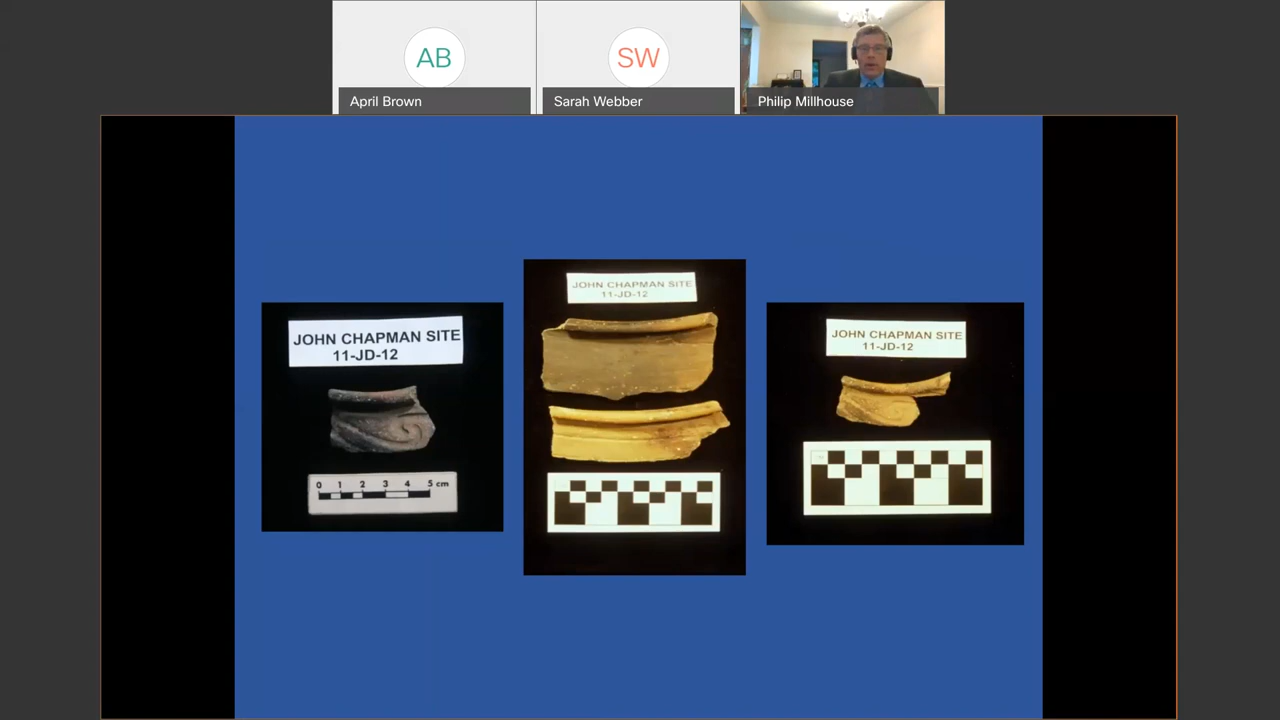 AB
SW
April Brown
Sarah Webber
Philip Millhouse
JOHN CHAPMAN SITE
11-JD-12
0 1 2 3 4 5 cm
JOHN CHAPMAN SITE
11-JD-12
JOHN CHAPMAN SITE
11-JD-12